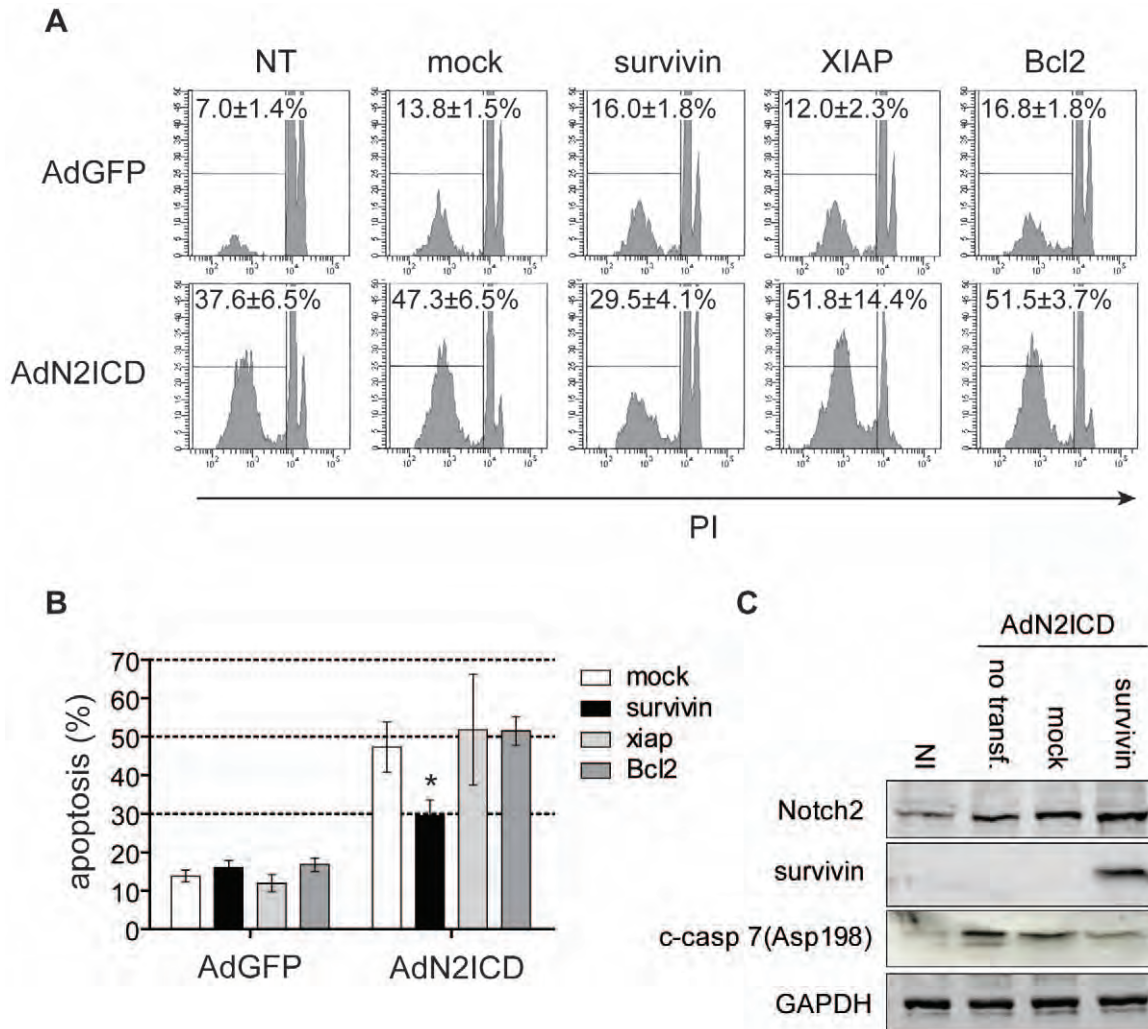 A
NT mock survivin XIAP Bcl2
AdGFP
7.0±1.4% 13.8±1.5% 16.0±1.8% 12.0±2.3% 16.8±1.8%
AdN2ICD
37.6±6.5% 47.3±6.5% 29.5±4.1% 51.8±14.4% 51.5±3.7%
PI
B
apoptosis (%)
70
60
50
40
30
20
10
0
*
AdGFP AdN2ICD
mock
survivin
xiap
Bcl2
C
AdN2ICD
NI no transf. mock survivin
Notch2
survivin
c-casp 7(Asp198)
GAPDH